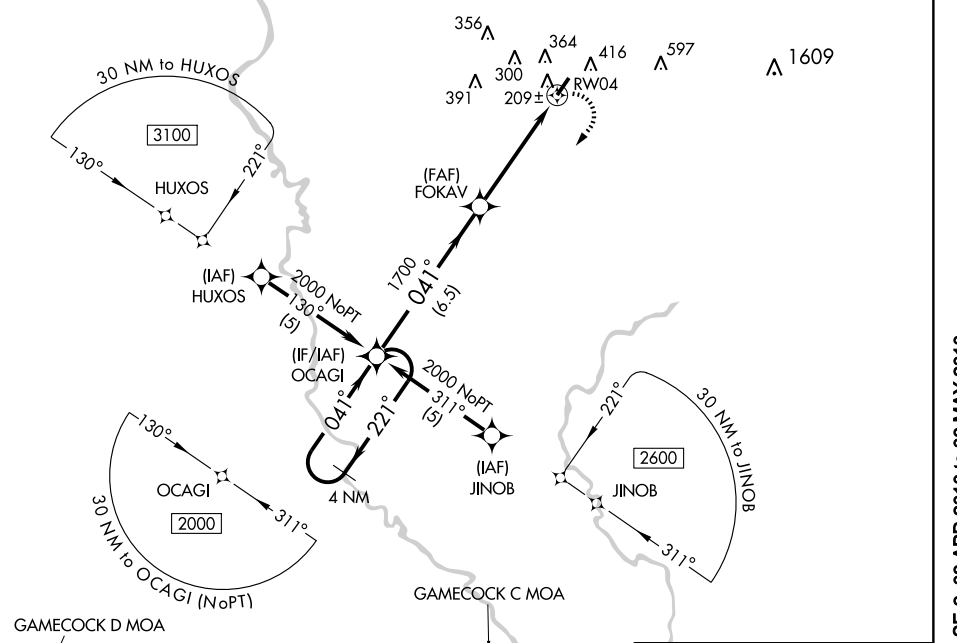 356
364
416
597
1609
300
391
209±
RW04
30 NM to HUXOS
3100
130°
221°
HUXOS
(FAF)
FOKAV
1700
041°
(6.5)
(IAF)
HUXOS
2000 NoPT
130°
(5)
(IF/IAF)
OCAGI
2000 NoPT
311°
(5)
(IAF)
JINOB
041°
221°
4 NM
130°
OCAGI
2000
311°
30 NM to OCAGI (NoPT)
221°
30 NM to JINOB
2600
JINOB
311°
GAMECOCK C MOA
GAMECOCK D MOA